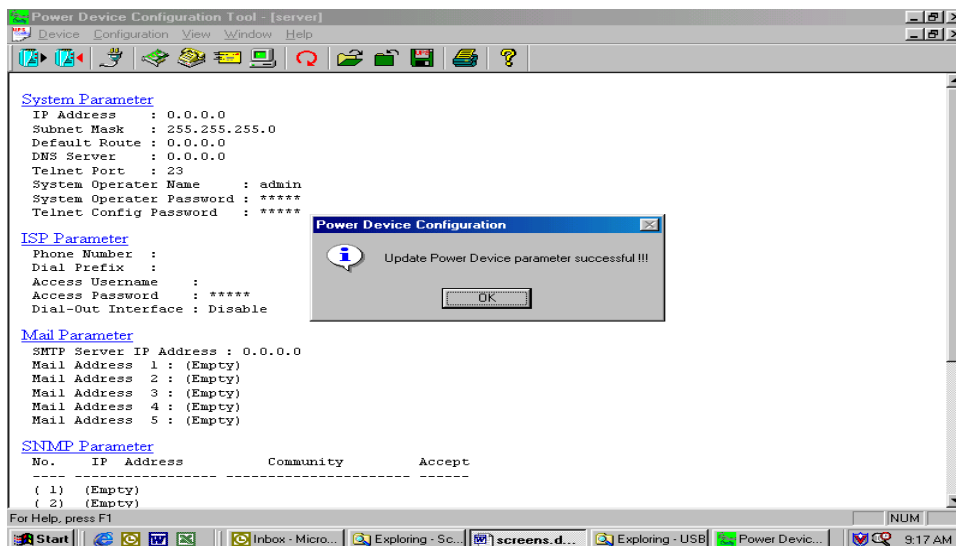 Power Device Configuration Tool - [server]
Device Configuration View Window Help
System Parameter
IP Address : 0.0.0.0
Subnet Mask : 255.255.255.0
Default Route : 0.0.0.0
DNS Server : 0.0.0.0
Telnet Port : 23
System Operater Name : admin
System Operater Password : *****
Telnet Config Password : *****
ISP Parameter
Phone Number :
Dial Prefix :
Access Username :
Access Password : *****
Dial-Out Interface : Disable
Power Device Configuration
Update Power Device parameter successful !!!
OK
Mail Parameter
SMTP Server IP Address : 0.0.0.0
Mail Address 1 : (Empty)
Mail Address 2 : (Empty)
Mail Address 3 : (Empty)
Mail Address 4 : (Empty)
Mail Address 5 : (Empty)
SNMP Parameter
No. IP Address Community Accept
---- ------------------ ----------------------- ------
( 1) (Empty)
( 2) (Empty)
For Help, press F1
NUM
Start
Inbox - Micro...
Exploring - Sc...
screens.d...
Exploring - USB
Power Devic...
9:17 AM